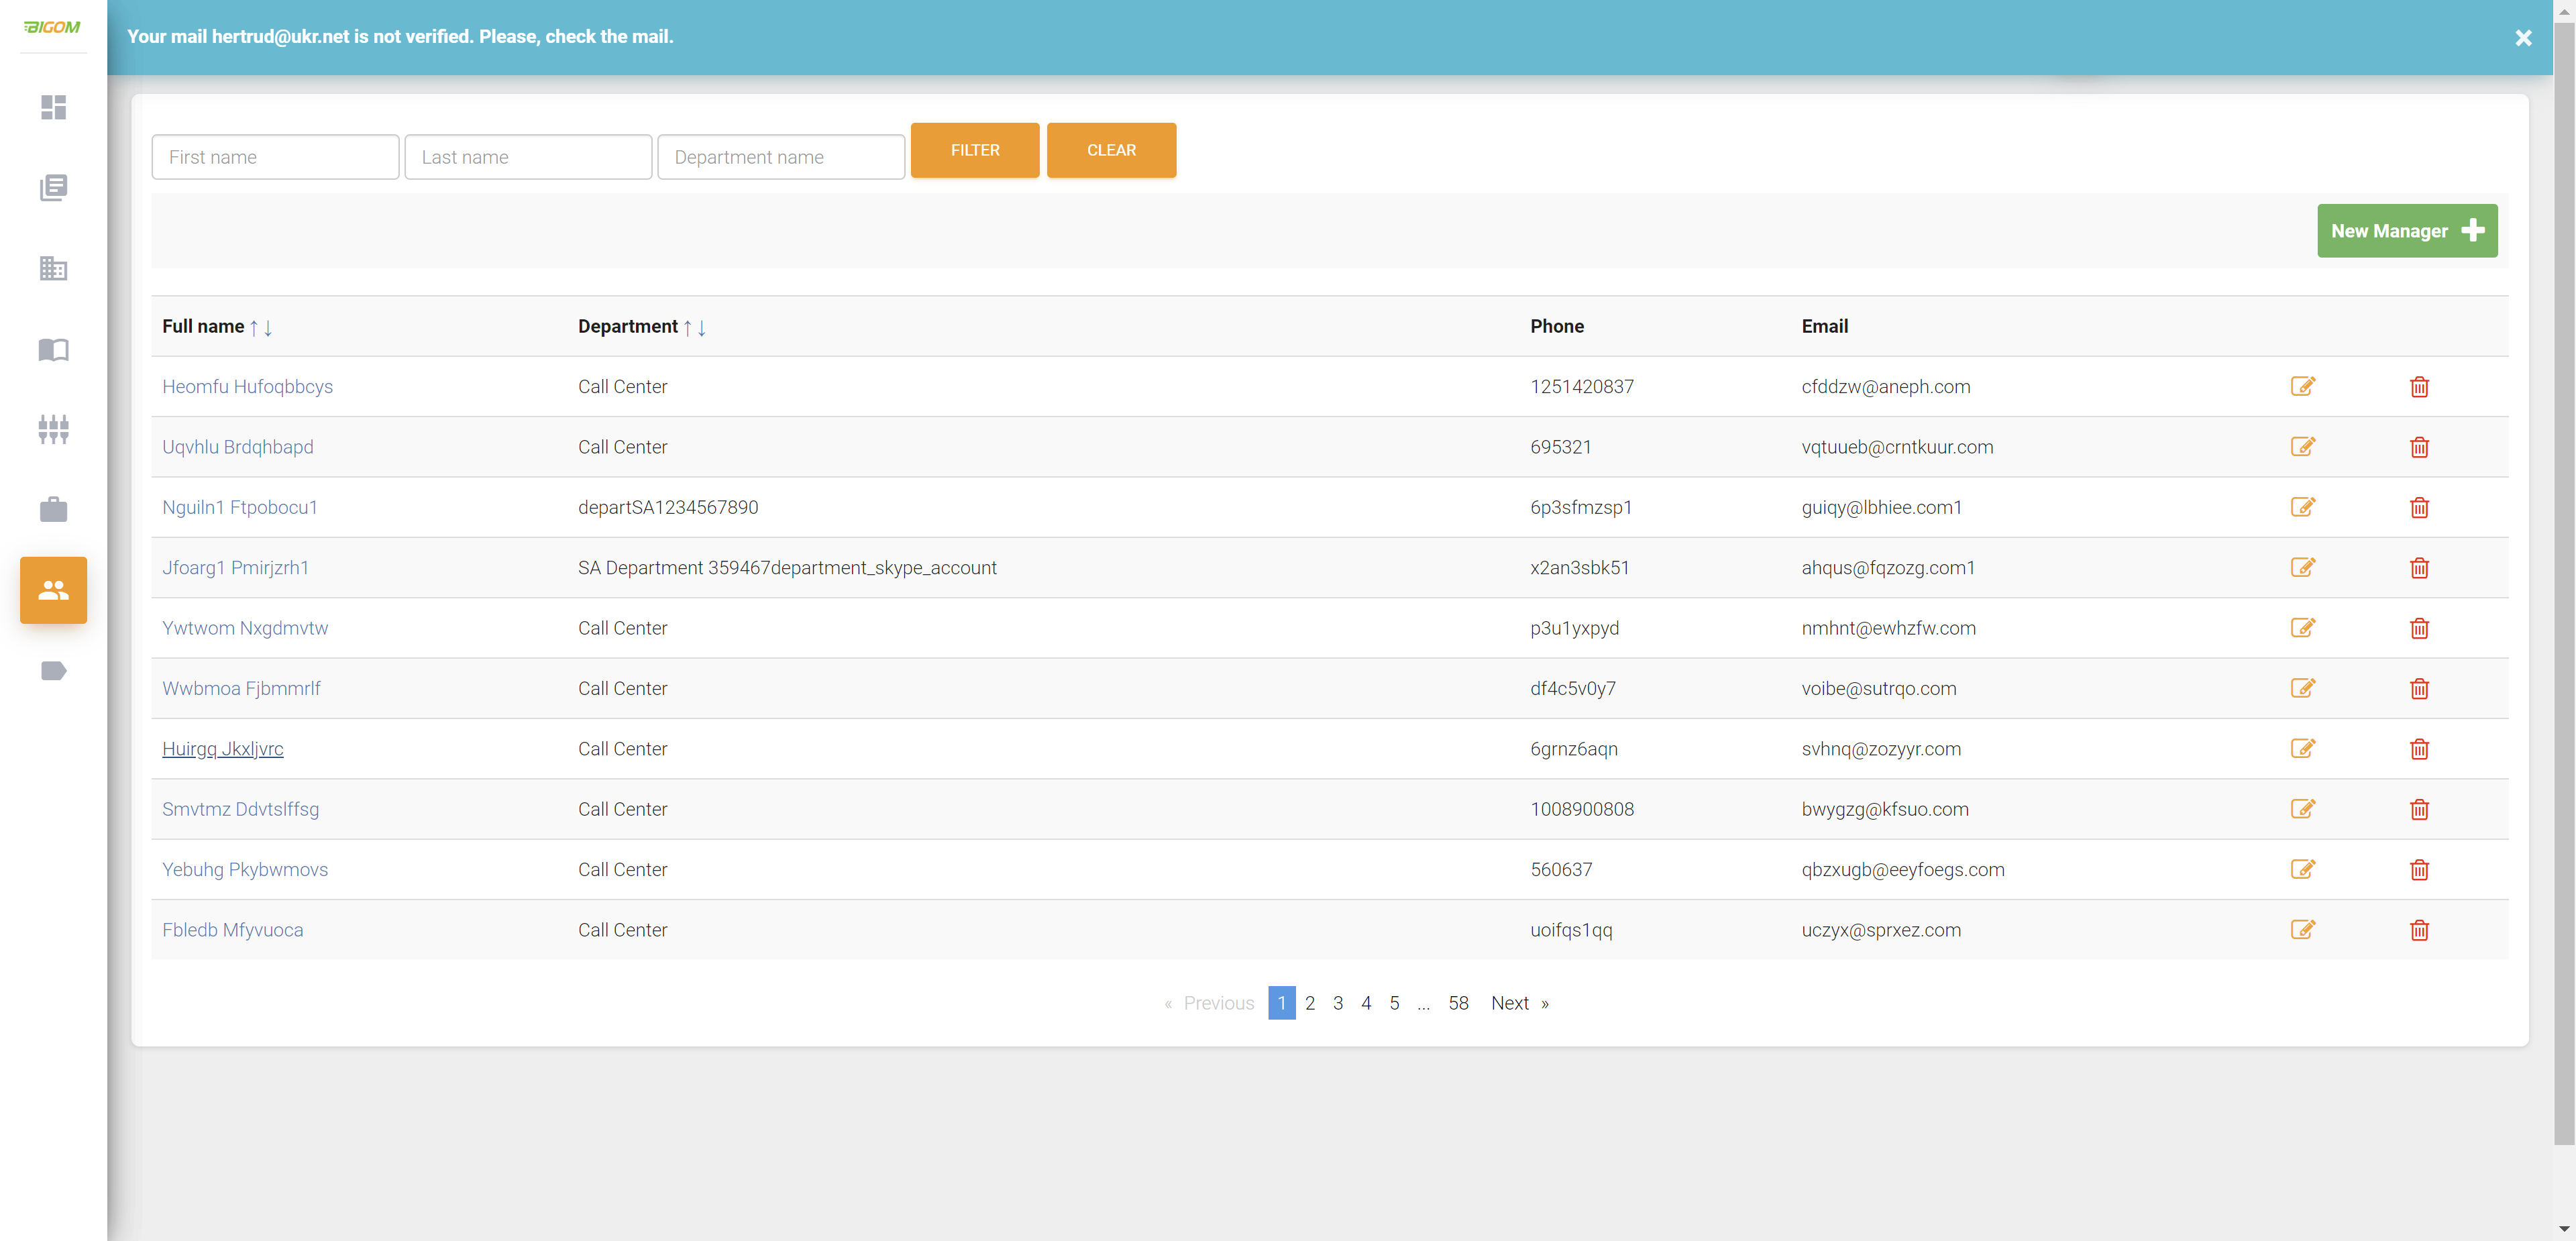 BIGOM
Your mail hertrud@ukr.net is not verified. Please, check the mail.
First name Last name Department name FILTER CLEAR
New Manager
Full name ↑↓ Department ↑↓ Phone Email
Heomfu Hufoqbbcys Call Center 1251420837 cfddzw@aneph.com
Uqvhlu Brdqhbapd Call Center 695321 vqtuueb@crntkuur.com
Nguiln1 Ftpobocu1 departSA1234567890 6p3sfmzsp1 guiqy@lbhiee.com1
Jfoarg1 Pmirjzrh1 SA Department 359467department_skype_account x2an3sbk51 ahqus@fqzozg.com1
Ywtwom Nxgdmvtw Call Center p3u1yxpyd nmhnt@ewhzfw.com
Wwbmoa Fjbmmrlf Call Center df4c5v0y7 voibe@sutrqo.com
Huirgq Jkxljvrc Call Center 6grnz6aqn svhnq@zozyyr.com
Smvtmz Ddvtslffsg Call Center 1008900808 bwygzg@kfsuo.com
Yebuhg Pkybwmovs Call Center 560637 qbzxugb@eeyfoegs.com
Fbledb Mfyvuoca Call Center uoifqs1qq uczyx@sprxez.com
« Previous 1 2 3 4 5 ... 58 Next »